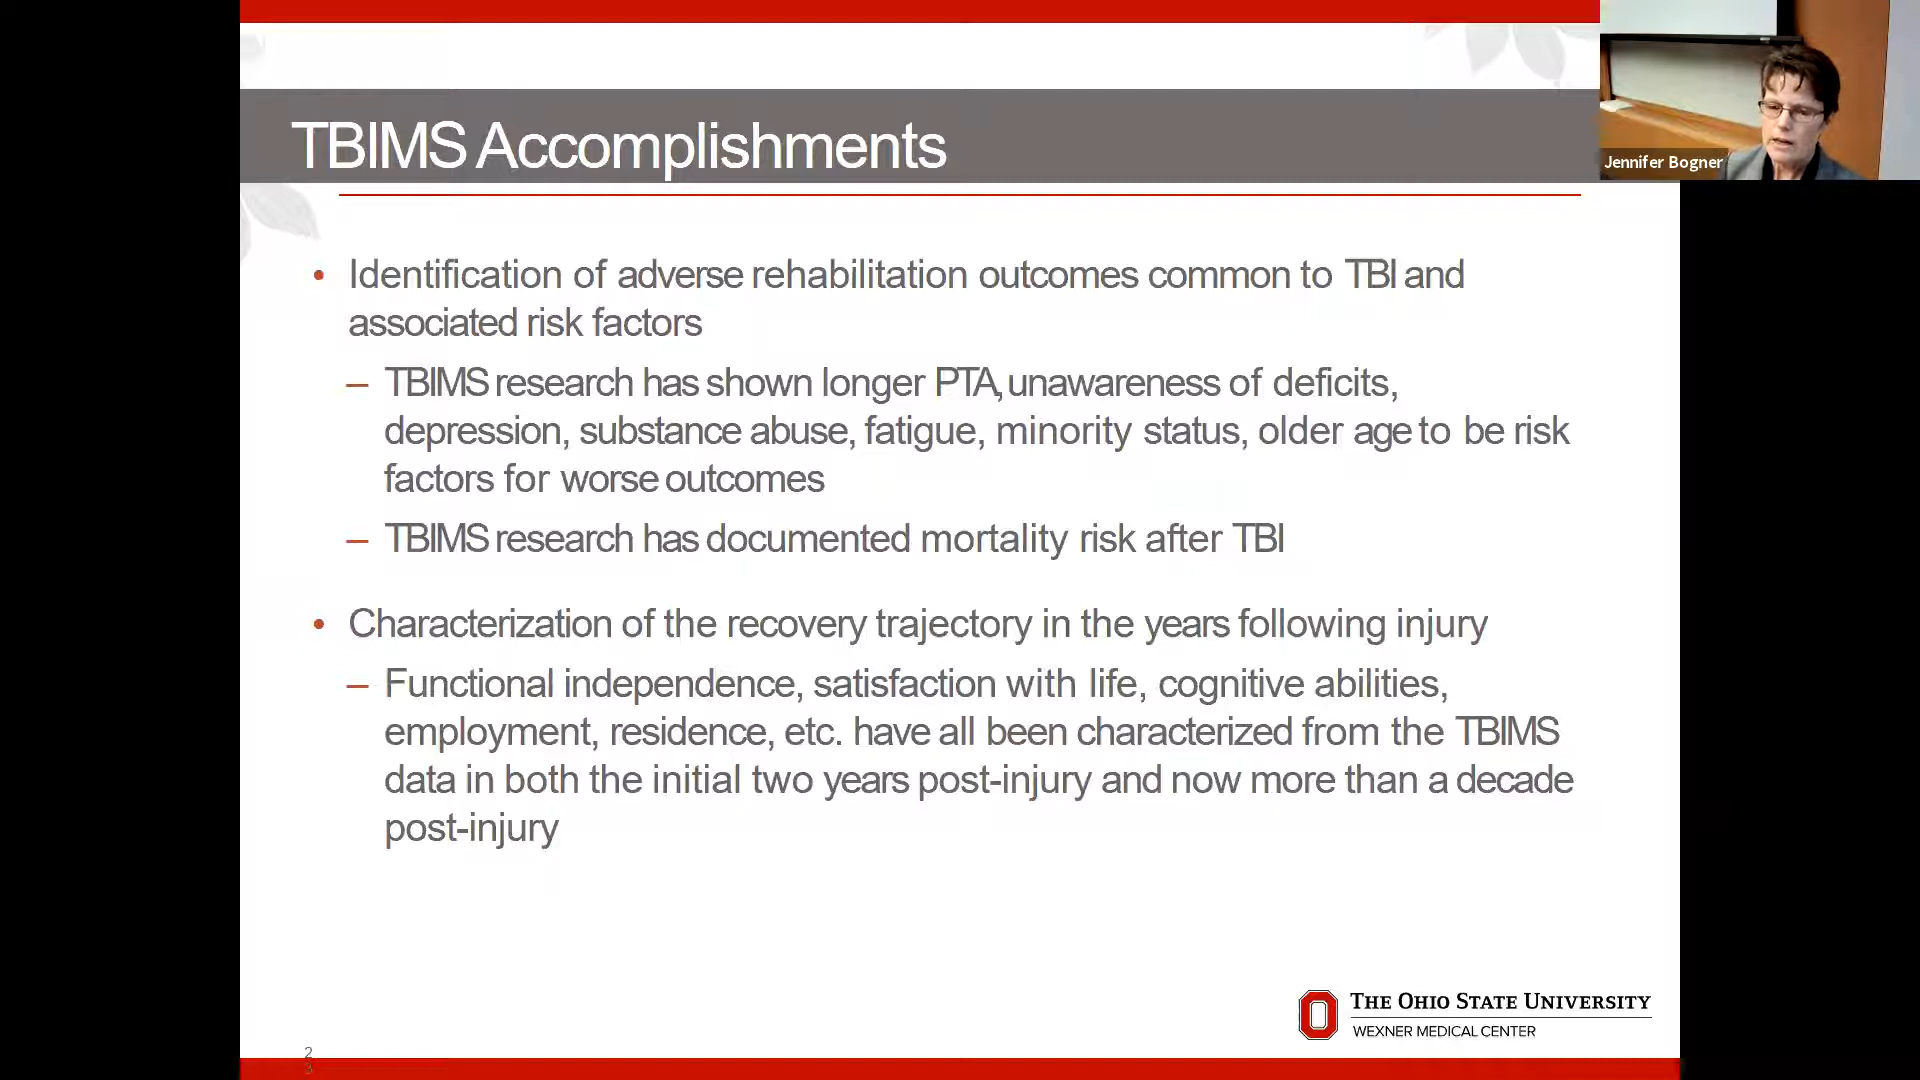 TBIMS Accomplishments
Jennifer Bogner
• Identification of adverse rehabilitation outcomes common to TBI and
associated risk factors
– TBIMS research has shown longer PTA, unawareness of deficits,
depression, substance abuse, fatigue, minority status, older age to be risk
factors for worse outcomes
– TBIMS research has documented mortality risk after TBI
• Characterization of the recovery trajectory in the years following injury
– Functional independence, satisfaction with life, cognitive abilities,
employment, residence, etc. have all been characterized from the TBIMS
data in both the initial two years post-injury and now more than a decade
post-injury
THE OHIO STATE UNIVERSITY
WEXNER MEDICAL CENTER
2
3